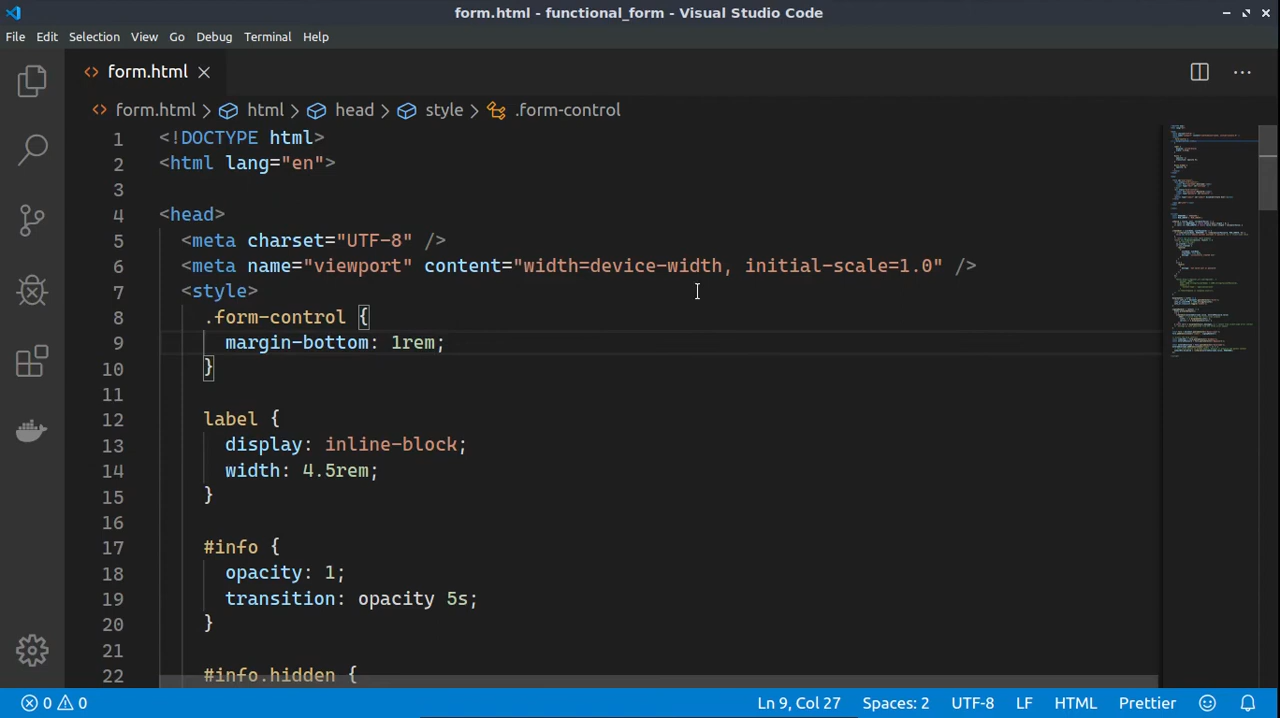 form.html - functional_form - Visual Studio Code
File Edit Selection View Go Debug Terminal Help
form.html
form.html > html > head > style > .form-control
1 <!DOCTYPE html>
2 <html lang="en">
3
4 <head>
5 <meta charset="UTF-8" />
6 <meta name="viewport" content="width=device-width, initial-scale=1.0" />
7 <style>
8 .form-control {
9 margin-bottom: 1rem;
10 }
11
12 label {
13 display: inline-block;
14 width: 4.5rem;
15 }
16
17 #info {
18 opacity: 1;
19 transition: opacity 5s;
20 }
21
22 #info.hidden {
0 0 Ln 9, Col 27 Spaces: 2 UTF-8 LF HTML Prettier